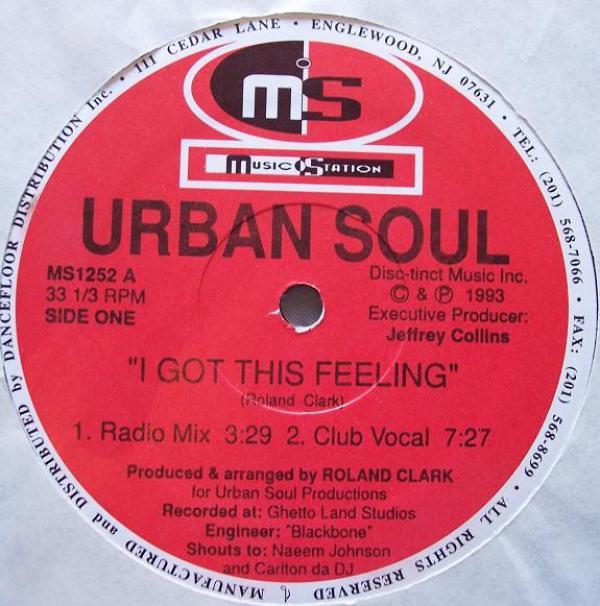 MANUFACTURED and DISTRIBUTED by DANCEFLOOR DISTRIBUTION Inc. • 111 CEDAR LANE • ENGLEWOOD, NJ 07631 • TEL: (201) 568-7066 • FAX: (201) 568-8699 • ALL RIGHTS RESERVED
mis
MUSIC STATION
URBAN SOUL
MS1252 A
33 1/3 RPM
SIDE ONE
Disc-tinct Music Inc.
© & ℗ 1993
Executive Producer:
Jeffrey Collins
"I GOT THIS FEELING"
(Roland Clark)
1. Radio Mix 3:29 2. Club Vocal 7:27
Produced & arranged by ROLAND CLARK
for Urban Soul Productions
Recorded at: Ghetto Land Studios
Engineer: "Blackbone"
Shouts to: Naeem Johnson
and Carlton da DJ